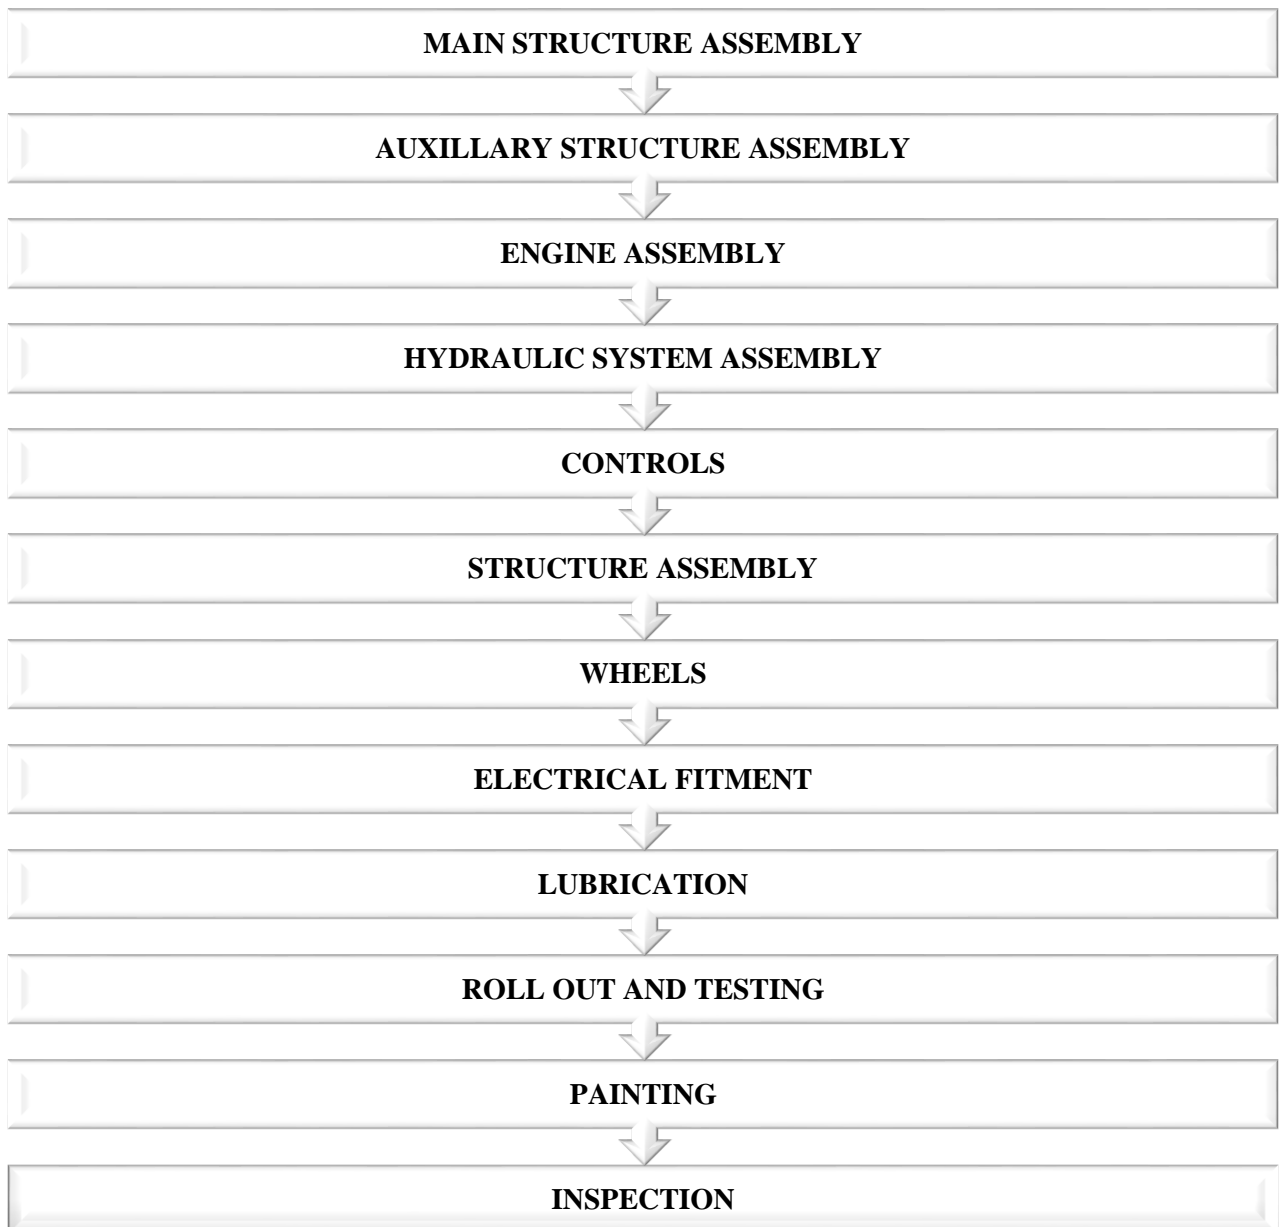 MAIN STRUCTURE ASSEMBLY
AUXILLARY STRUCTURE ASSEMBLY
ENGINE ASSEMBLY
HYDRAULIC SYSTEM ASSEMBLY
CONTROLS
STRUCTURE ASSEMBLY
WHEELS
ELECTRICAL FITMENT
LUBRICATION
ROLL OUT AND TESTING
PAINTING
INSPECTION